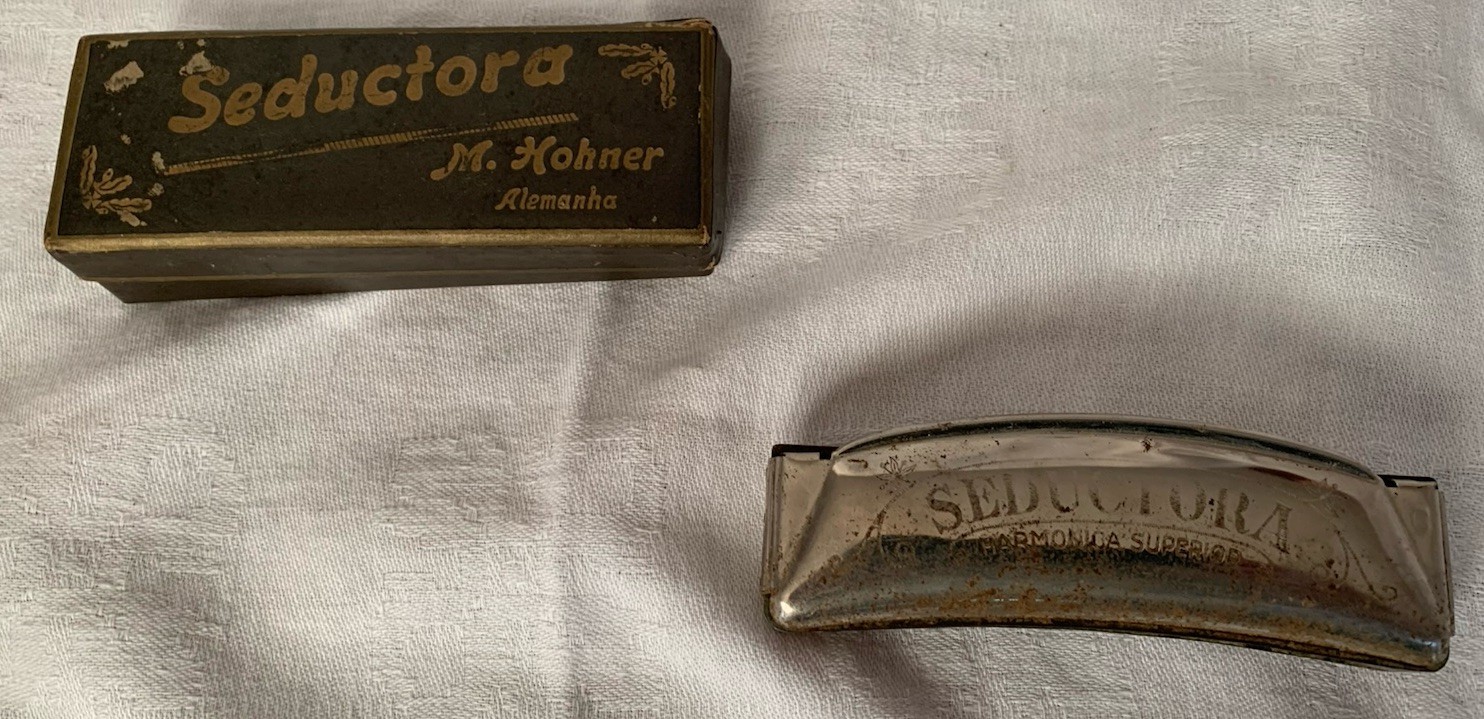 Seductora
M. Hohner
Alemanha
SEDUCTORA
HARMONICA SUPERIOR